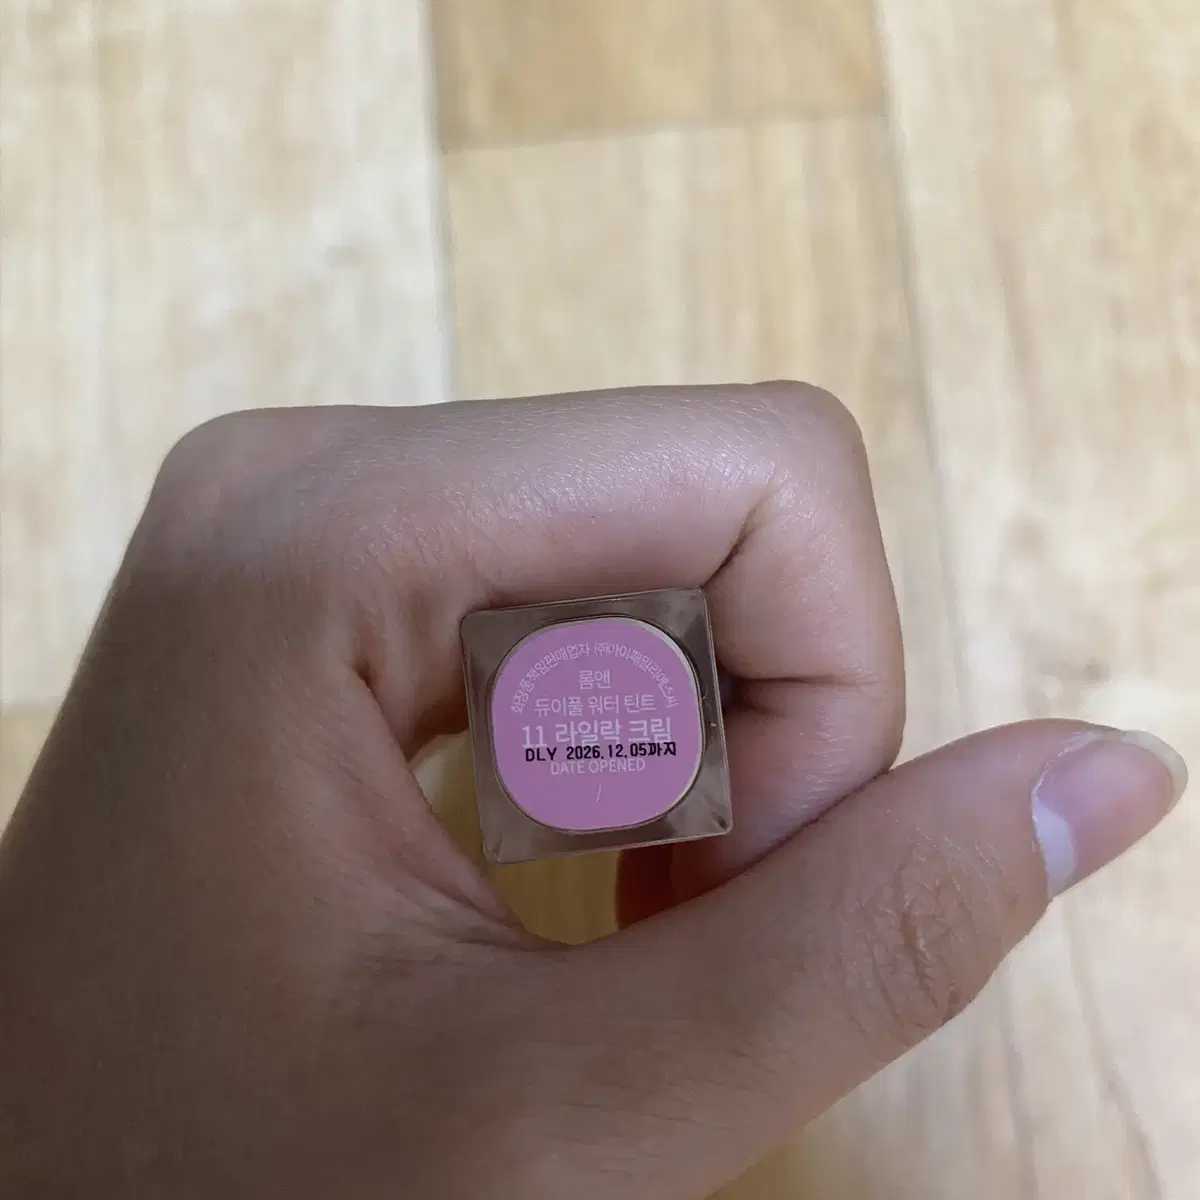 화장품책임판매업자 (주)아이패밀리에스씨
롬앤
듀이풀 워터 틴트
11 라일락 크림
DLY 2026.12.05까지
DATE OPENED
/